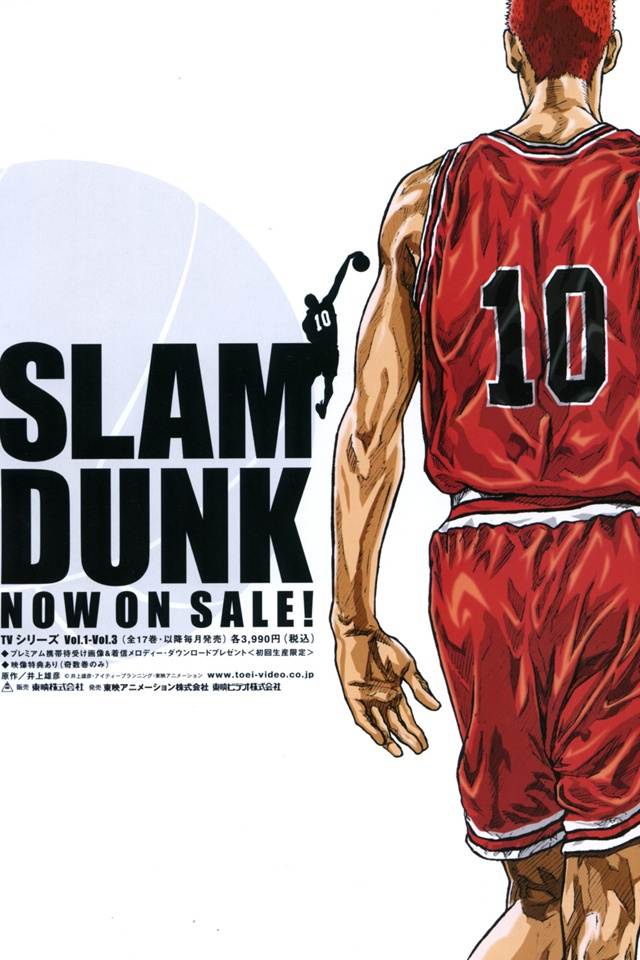 10
10
SLAM
DUNK
NOW ON SALE!
TV シリーズ Vol.1-Vol.3（全17巻・以降毎月発売）各3,990円（税込）
◆プレミアム携帯待受け画像&着信メロディー・ダウンロードプレゼント＜初回生産限定＞
◆映像特典あり（奇数巻のみ）
原作／井上雄彦 ©井上雄彦・アイティープランニング・東映アニメーション www.toei-video.co.jp
販売 東映株式会社 発売 東映アニメーション株式会社 東映ビデオ株式会社